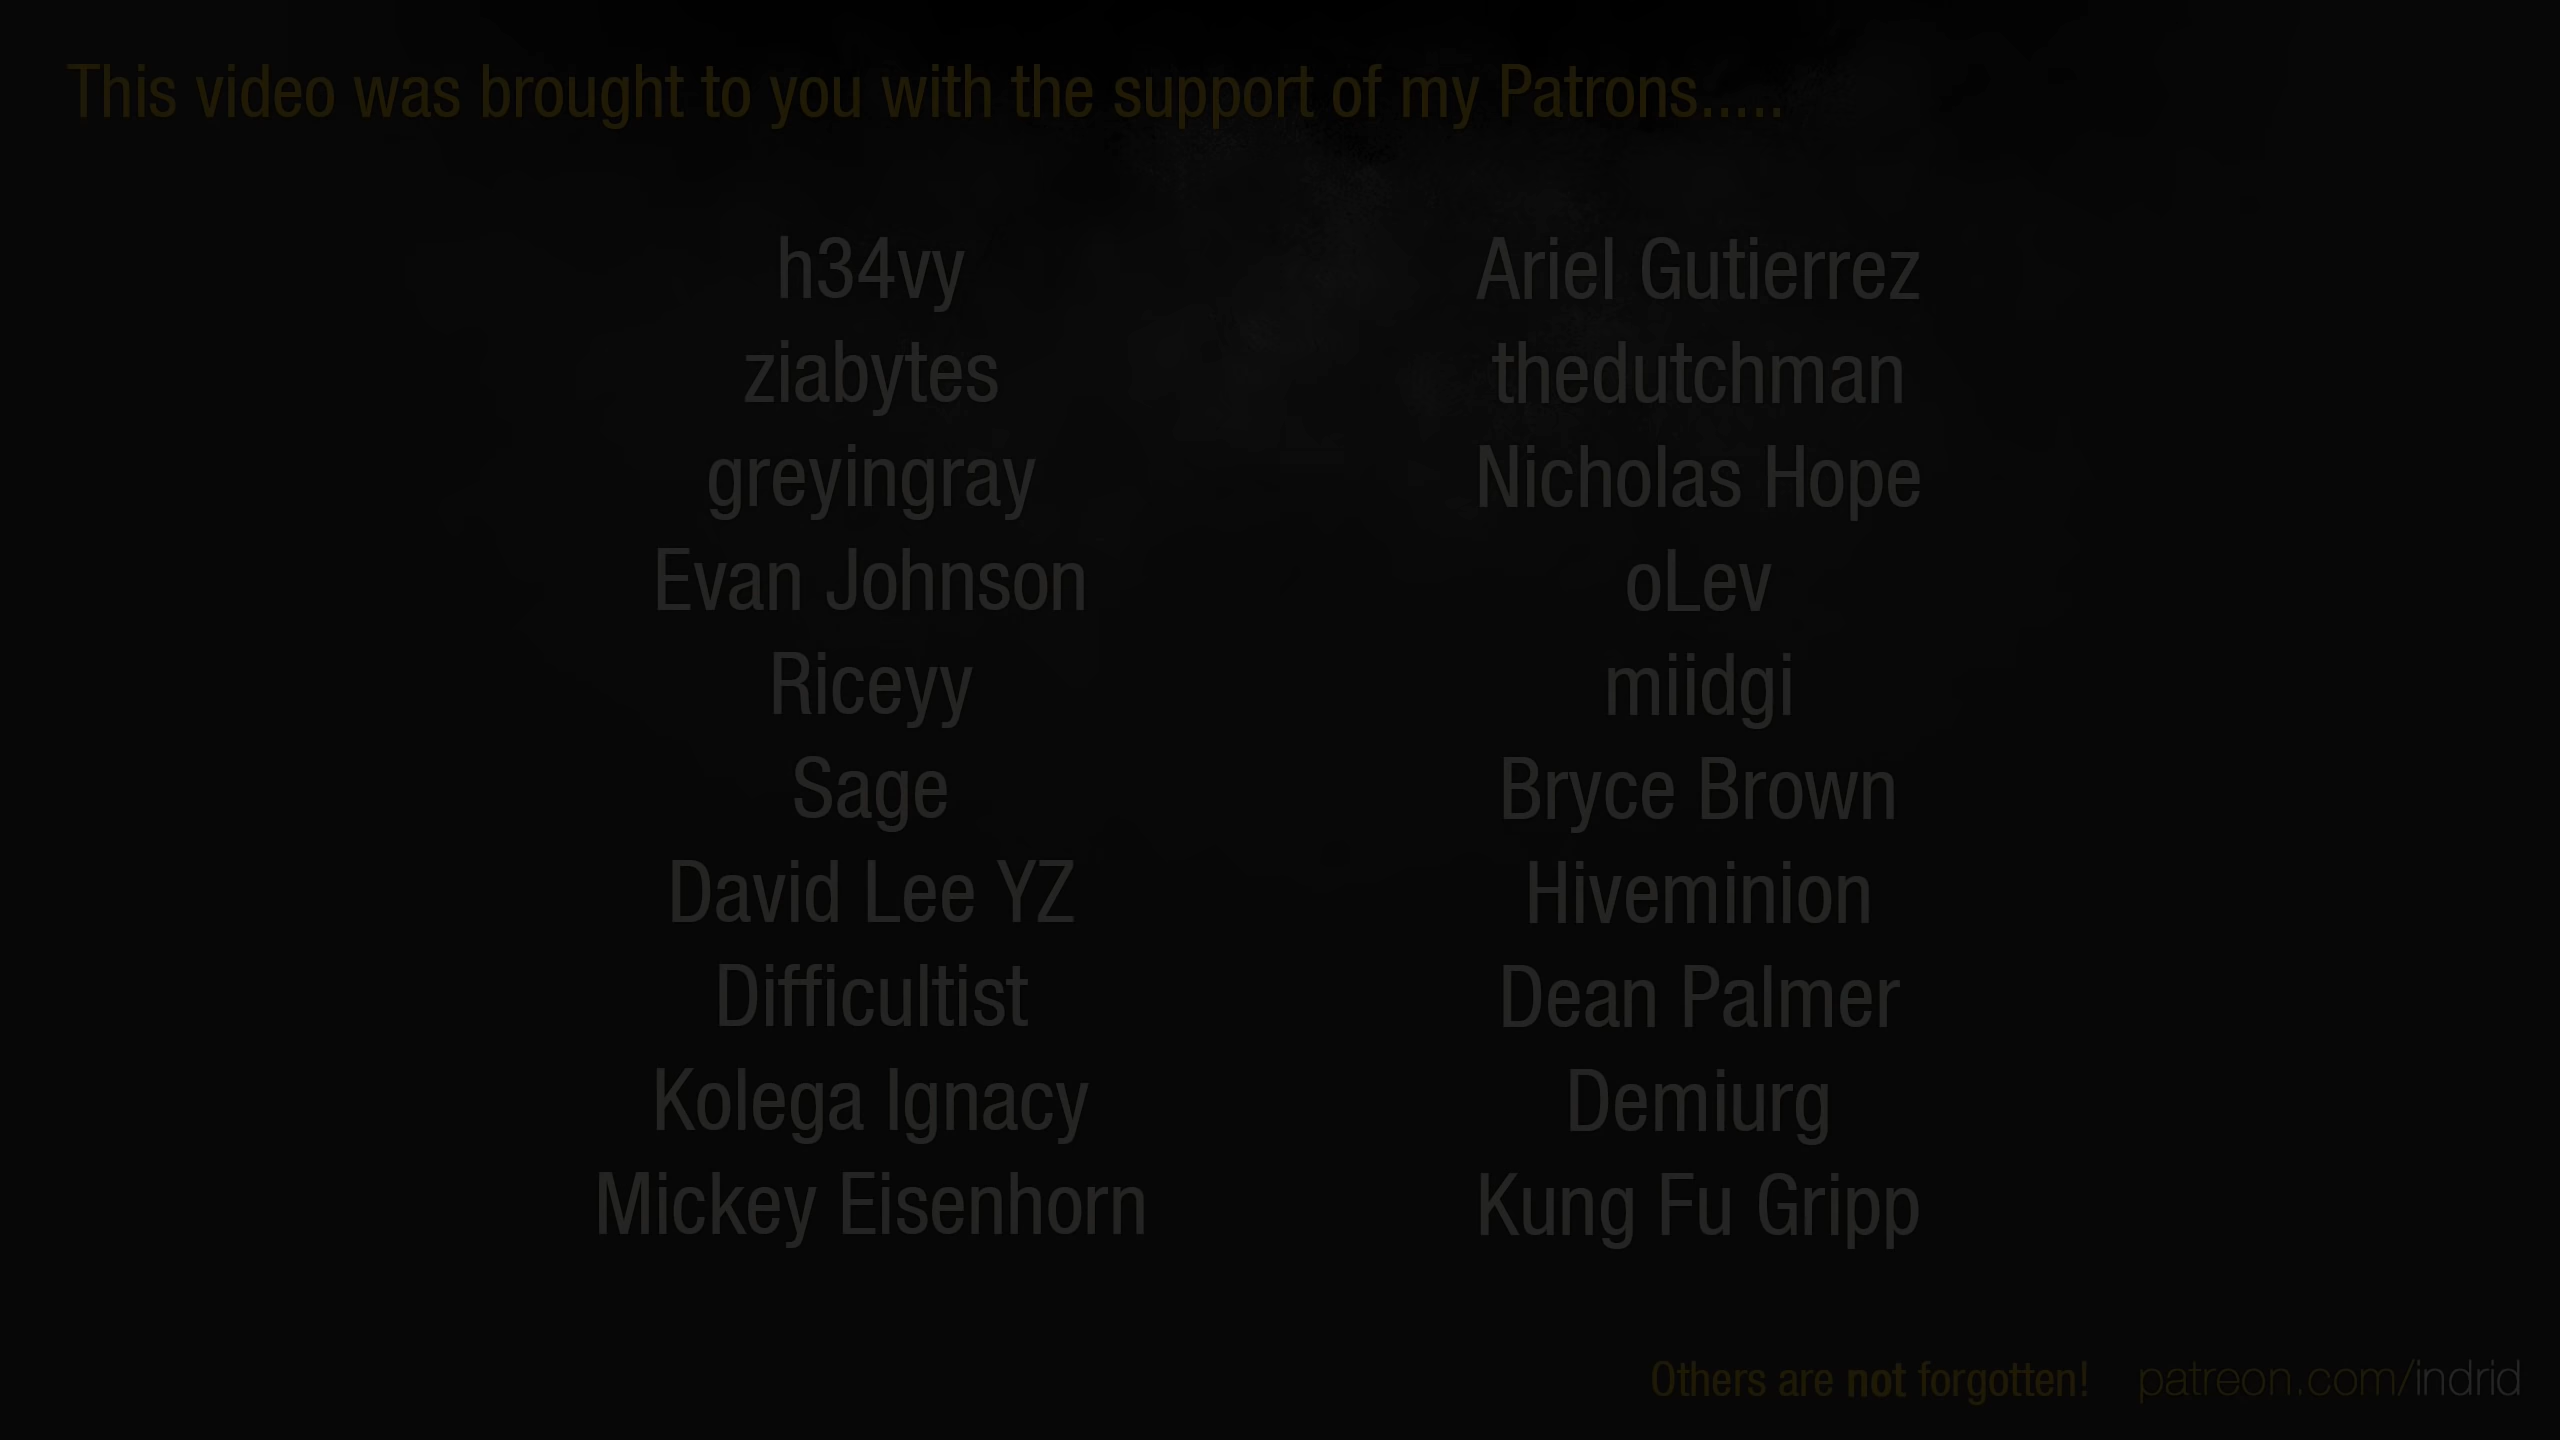 This video was brought to you with the support of my Patrons.....
h34vy
ziabytes
greyingray
Evan Johnson
Riceyy
Sage
David Lee YZ
Difficultist
Kolega Ignacy
Mickey Eisenhorn
Ariel Gutierrez
thedutchman
Nicholas Hope
oLev
miidgi
Bryce Brown
Hiveminion
Dean Palmer
Demiurg
Kung Fu Gripp
Others are not forgotten! patreon.com/indrid